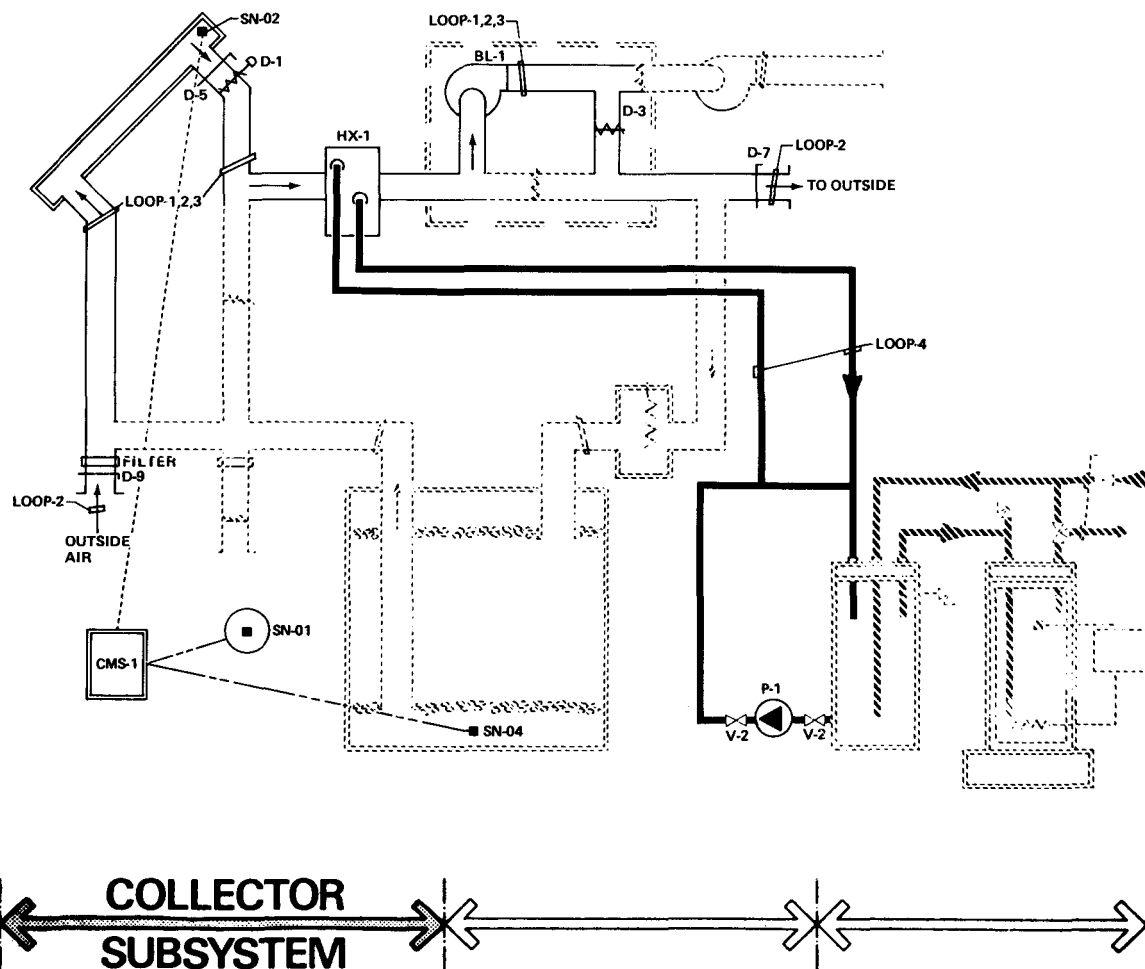 SN-02
LOOP-1,2,3
BL-1
D-1
D-5
D-3
HX-1
D-7
LOOP-2
TO OUTSIDE
LOOP-1,2,3
LOOP-4
FILTER
D-9
LOOP-2
OUTSIDE
AIR
SN-01
CMS-1
P-1
SN-04
V-2
V-2
COLLECTOR
SUBSYSTEM